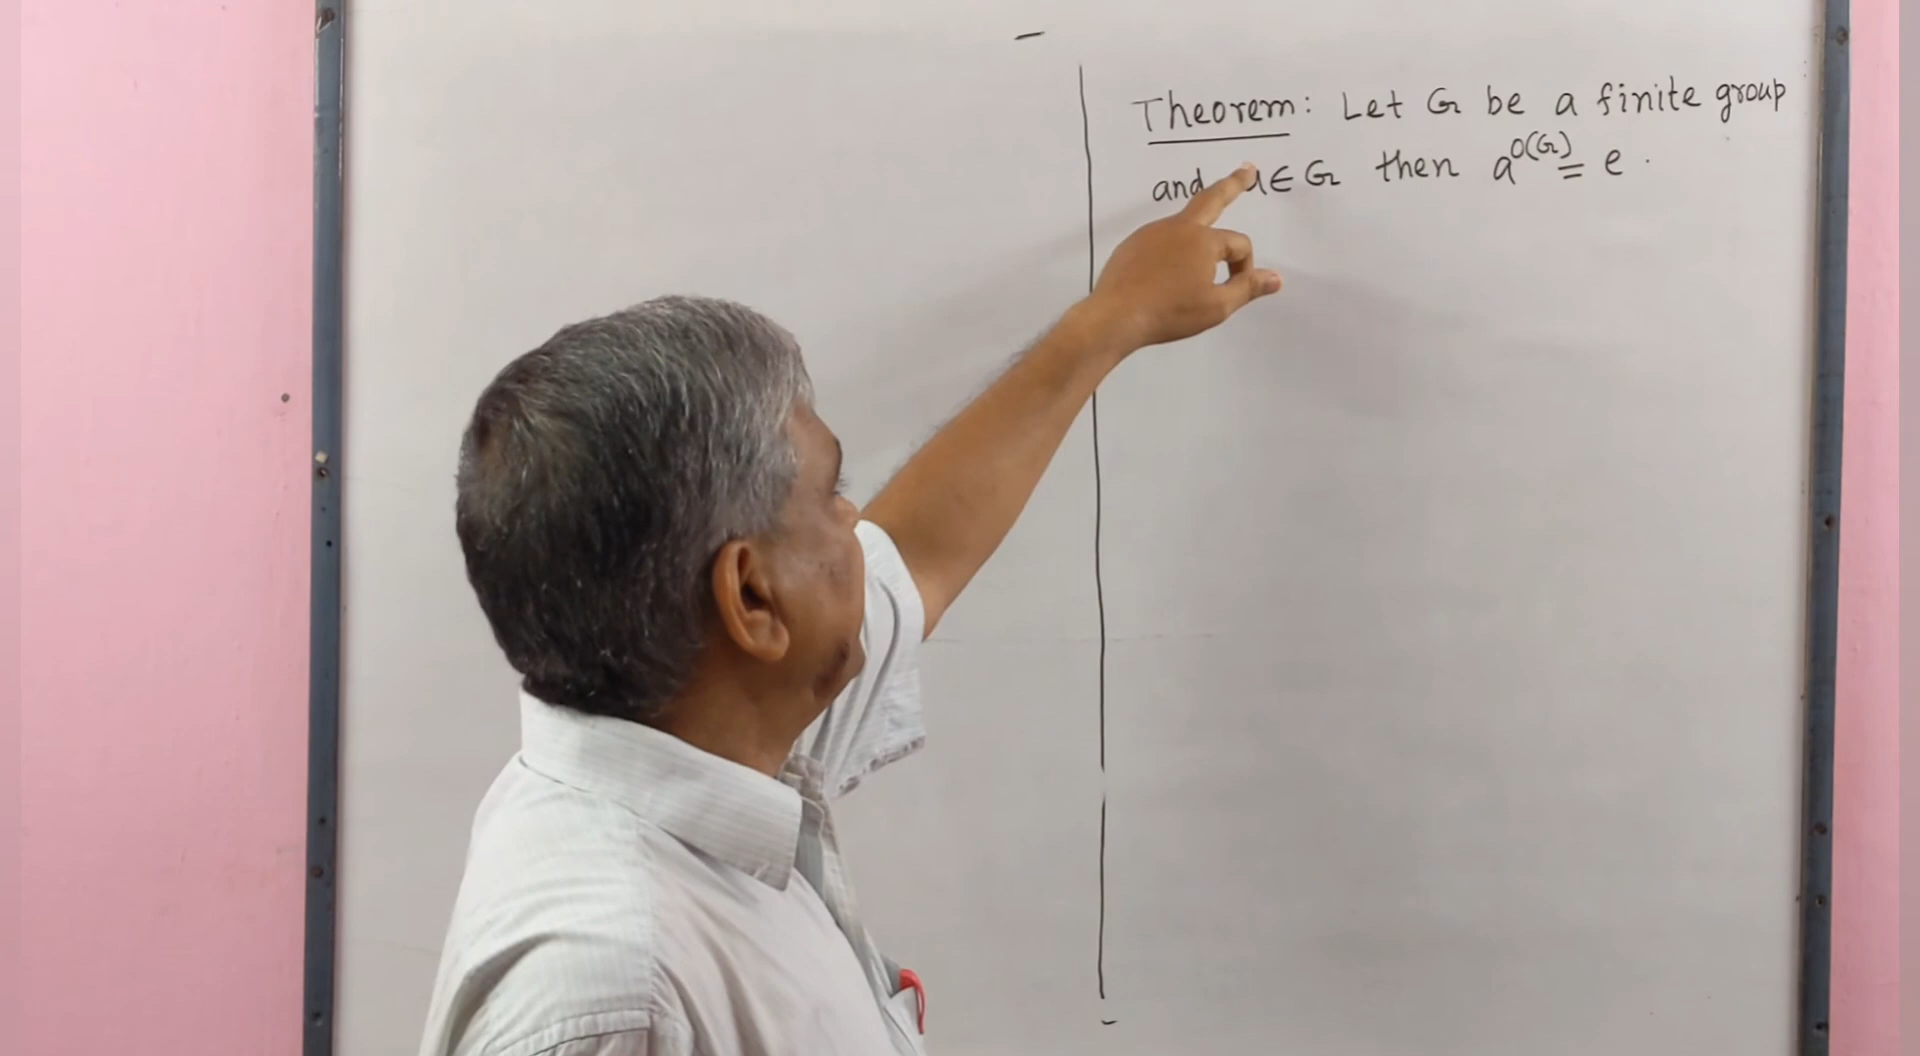 Theorem: Let G be a finite group
and a ∈ G then a^{O(G)} = e.